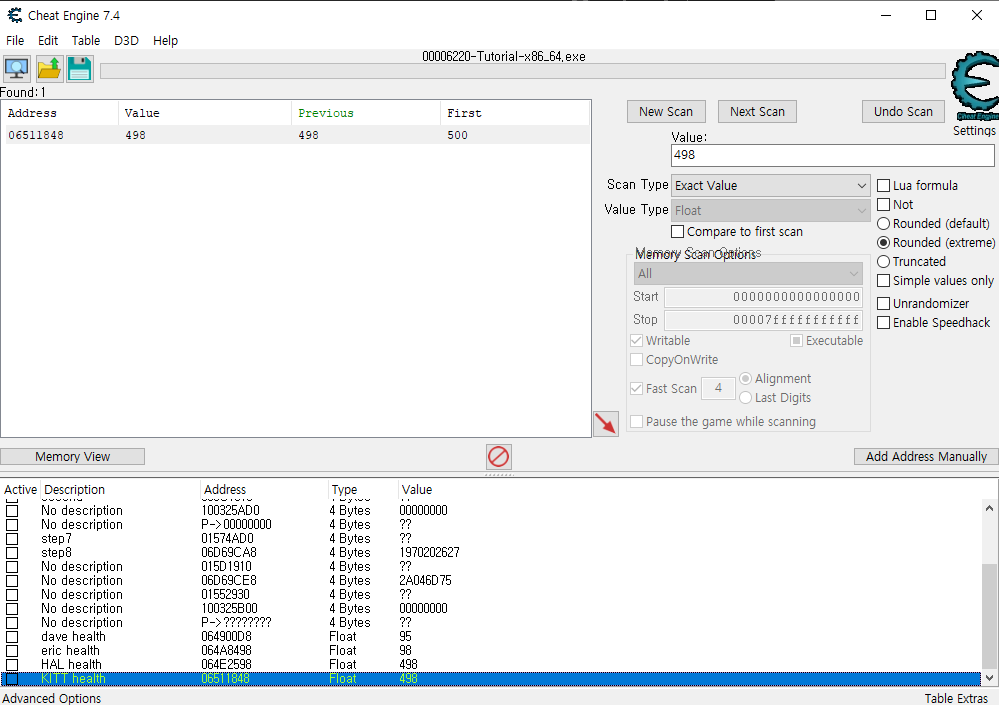 Cheat Engine 7.4
File Edit Table D3D Help
00006220-Tutorial-x86_64.exe
Found:1
Address Value Previous First
06511848 498 498 500
New Scan Next Scan Undo Scan
Cheat Engine
Settings
Value:
498
Scan Type Exact Value
Value Type Float
Compare to first scan
Lua formula
Not
Rounded (default)
Rounded (extreme)
Truncated
Simple values only
Unrandomizer
Enable Speedhack
Memory Scan Options
All
Start 0000000000000000
Stop 00007fffffffffff
Writable Executable
CopyOnWrite
Fast Scan 4 Alignment
Last Digits
Pause the game while scanning
Memory View Add Address Manually
Active Description Address Type Value
4 Bytes ??
No description 100325AD0 4 Bytes 00000000
No description P->00000000 4 Bytes ??
step7 01574AD0 4 Bytes ??
step8 06D69CA8 4 Bytes 1970202627
No description 015D1910 4 Bytes ??
No description 06D69CE8 4 Bytes 2A046D75
No description 01552930 4 Bytes ??
No description 100325B00 4 Bytes 00000000
No description P->???????? 4 Bytes ??
dave health 064900D8 Float 95
eric health 064A8498 Float 98
HAL health 064E2598 Float 498
KITT health 06511848 Float 498
Advanced Options Table Extras